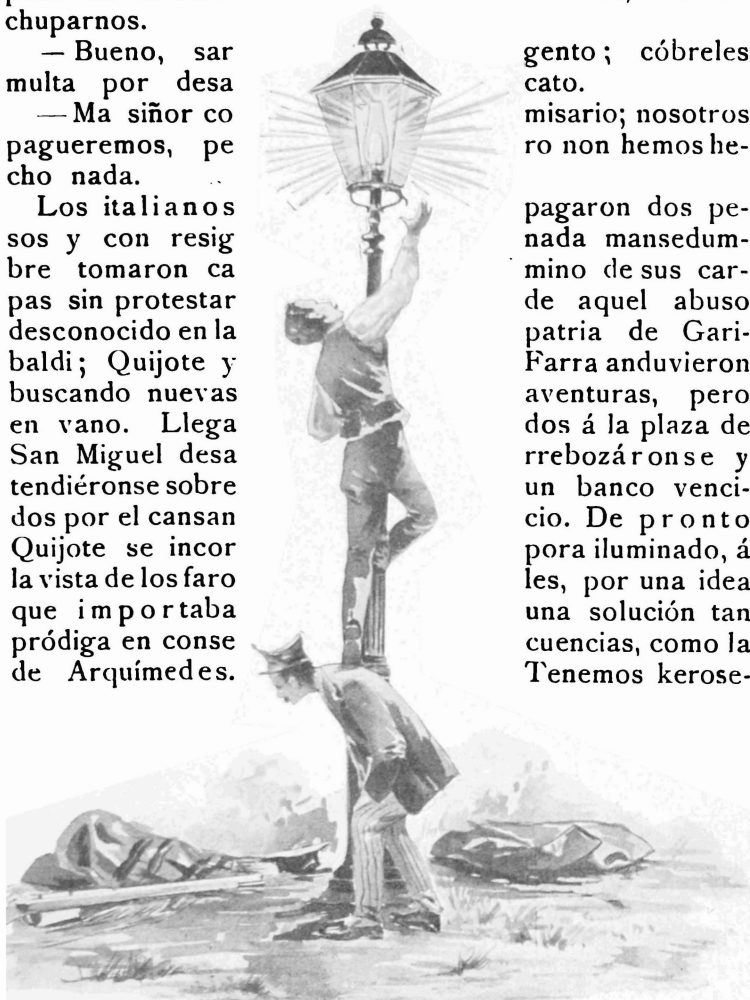 chuparnos.
— Bueno, sar gento; cóbreles
multa por desa cato.
— Ma siñor co misario; nosotros
pagueremos, pe ro non hemos he-
cho nada.
Los italianos pagaron dos pe-
sos y con resig nada mansedum-
bre tomaron ca mino de sus car-
pas sin protestar de aquel abuso
desconocido en la patria de Gari-
baldi; Quijote y Farra anduvieron
buscando nuevas aventuras, pero
en vano. Llega dos á la plaza de
San Miguel desa rrebozáronse y
tendiéronse sobre un banco venci-
dos por el cansan cio. De pronto
Quijote se incor pora iluminado, á
la vista de los faro les, por una idea
que importaba una solución tan
pródiga en conse cuencias, como la
de Arquímedes. Tenemos kerose-